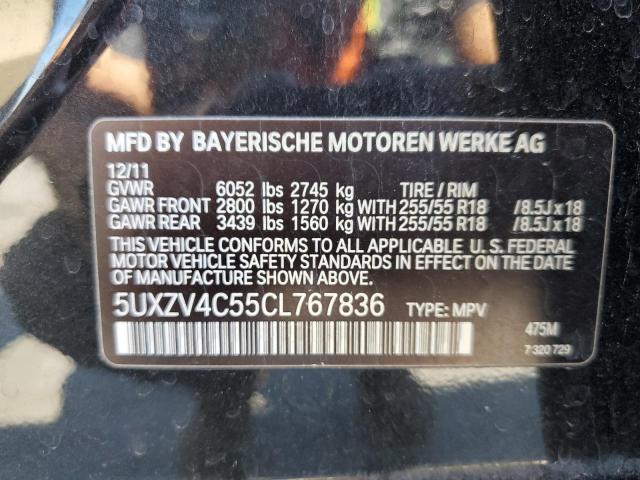 MFD BY BAYERISCHE MOTOREN WERKE AG
12/11
GVWR 6052 lbs 2745 kg TIRE / RIM
GAWR FRONT 2800 lbs 1270 kg WITH 255/55 R18 /8.5J x 18
GAWR REAR 3439 lbs 1560 kg WITH 255/55 R18 /8.5J x 18
THIS VEHICLE CONFORMS TO ALL APPLICABLE U.S. FEDERAL
MOTOR VEHICLE SAFETY STANDARDS IN EFFECT ON THE DATE
OF MANUFACTURE SHOWN ABOVE.
5UXZV4C55CL767836 TYPE: MPV
475M
7 320 729